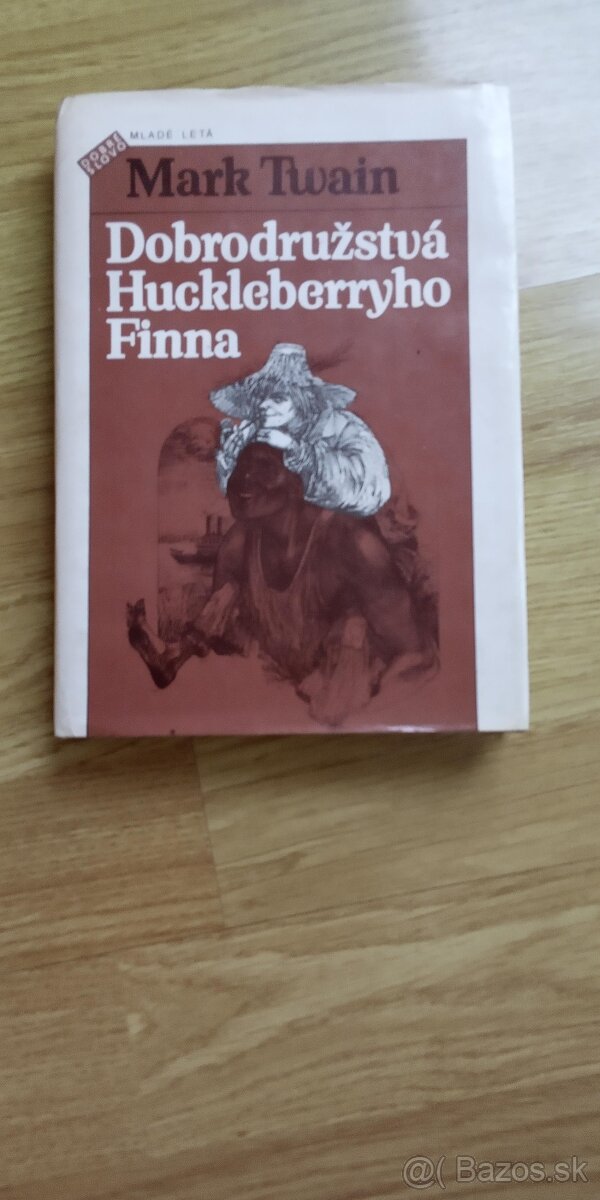 DOBRÉ
SLOVO
MLADÉ LETÁ
Mark Twain
Dobrodružstvá
Huckleberryho
Finna
@( Bazos.sk